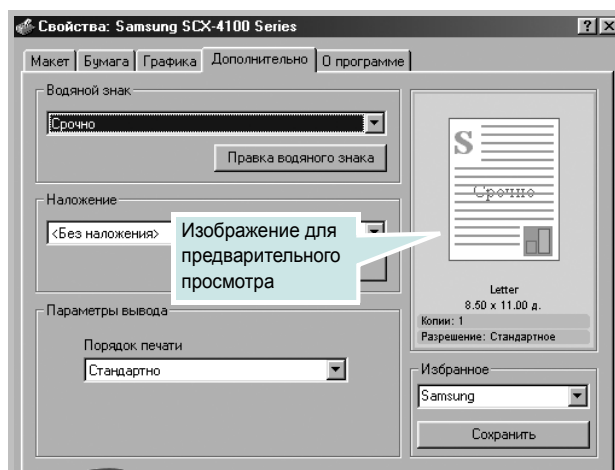 Свойства: Samsung SCX-4100 Series
Макет Бумага Графика Дополнительно О программе
Водяной знак
Срочно
Правка водяного знака
Наложение
<Без наложения>
Изображение для
предварительного
просмотра
Параметры вывода
Порядок печати
Стандартно
S
Срочно
Letter
8.50 x 11.00 д.
Копии: 1
Разрешение: Стандартное
Избранное
Samsung
Сохранить